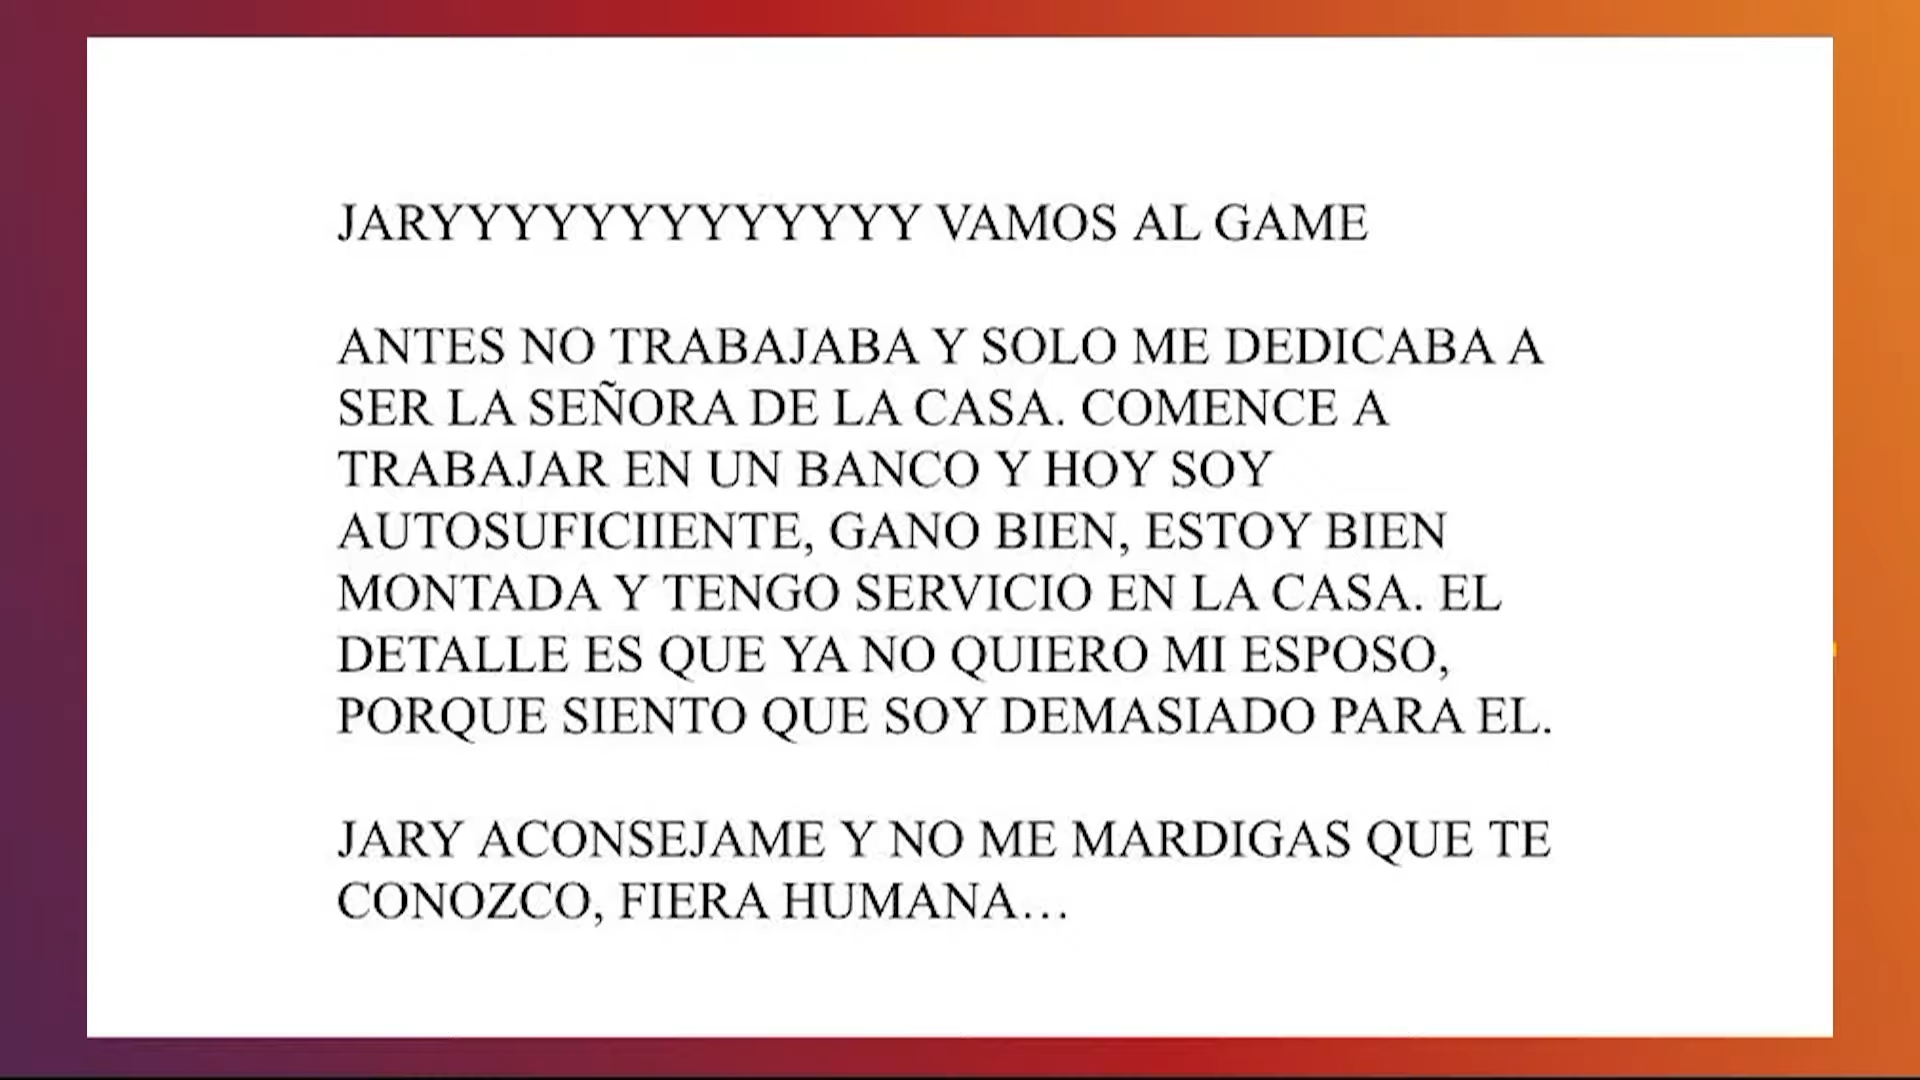 JARYYYYYYYYYYYYYY VAMOS AL GAME
ANTES NO TRABAJABA Y SOLO ME DEDICABA A
SER LA SEÑORA DE LA CASA. COMENCE A
TRABAJAR EN UN BANCO Y HOY SOY
AUTOSUFICIIENTE, GANO BIEN, ESTOY BIEN
MONTADA Y TENGO SERVICIO EN LA CASA. EL
DETALLE ES QUE YA NO QUIERO MI ESPOSO,
PORQUE SIENTO QUE SOY DEMASIADO PARA EL.
JARY ACONSEJAME Y NO ME MARDIGAS QUE TE
CONOZCO, FIERA HUMANA…